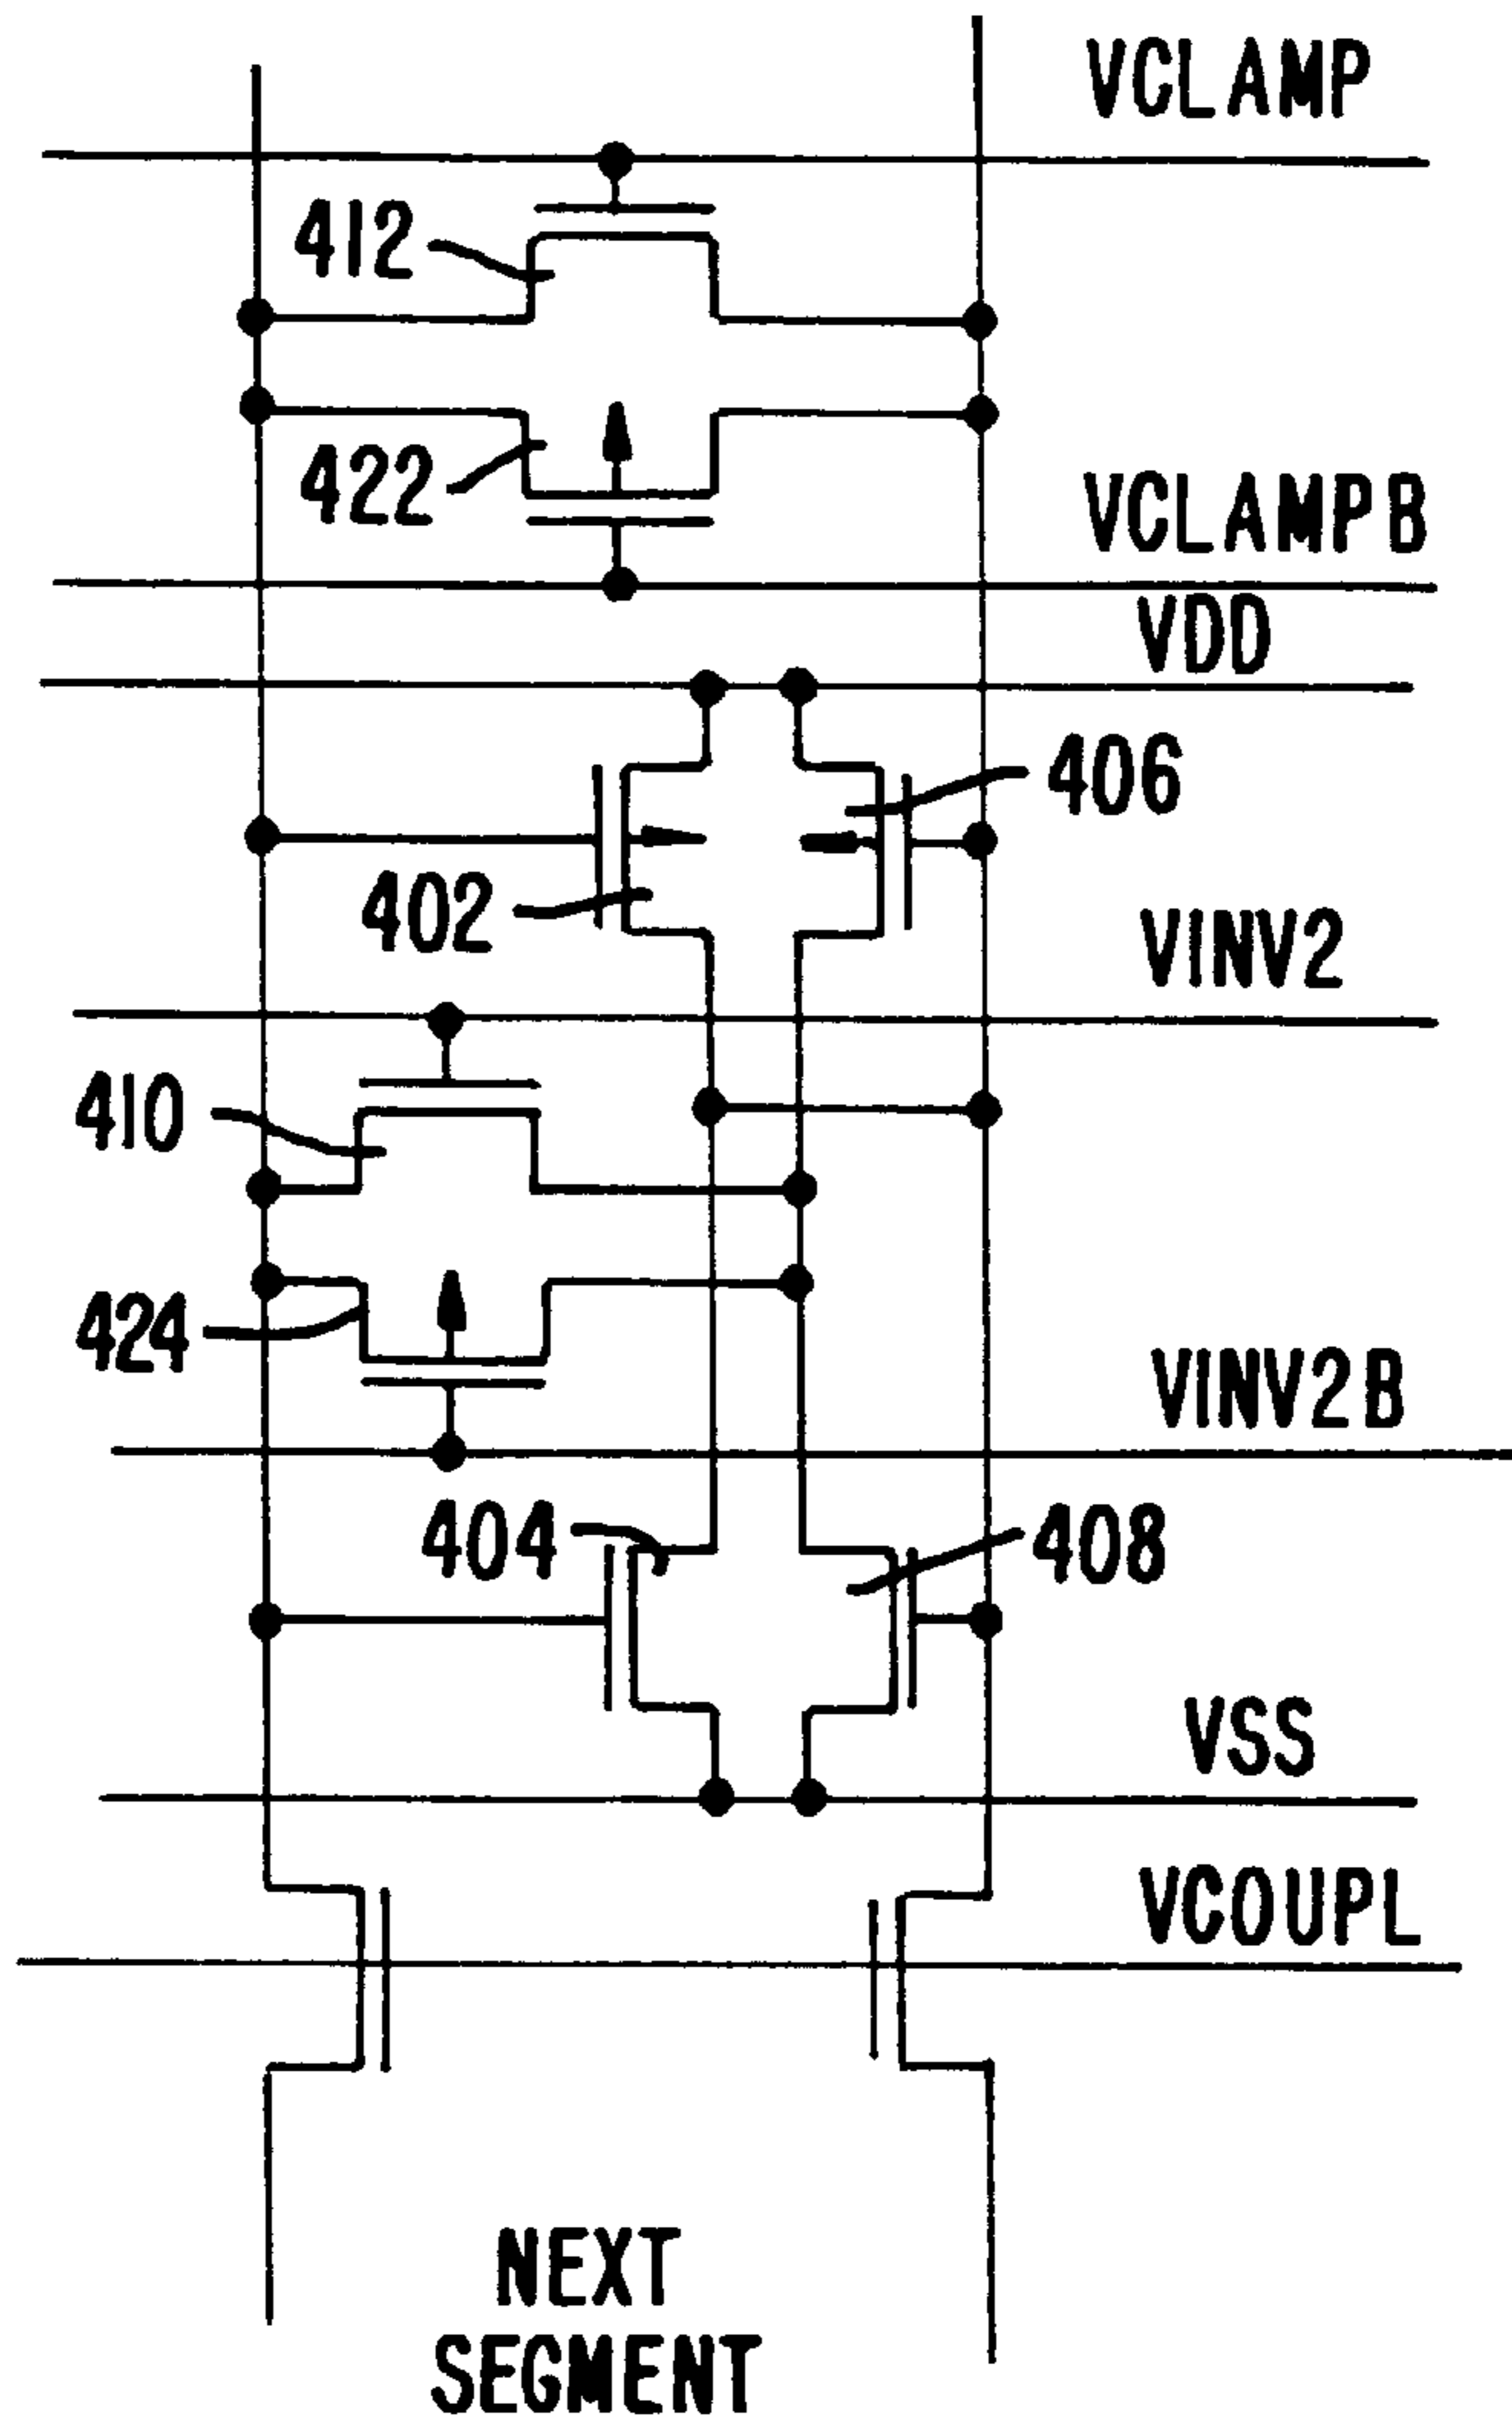 VCLAMP
412
422
VCLAMPB
VDD
406
402
VINV2
410
424
VINV2B
404
408
VSS
VCOUPL
NEXT
SEGMENT